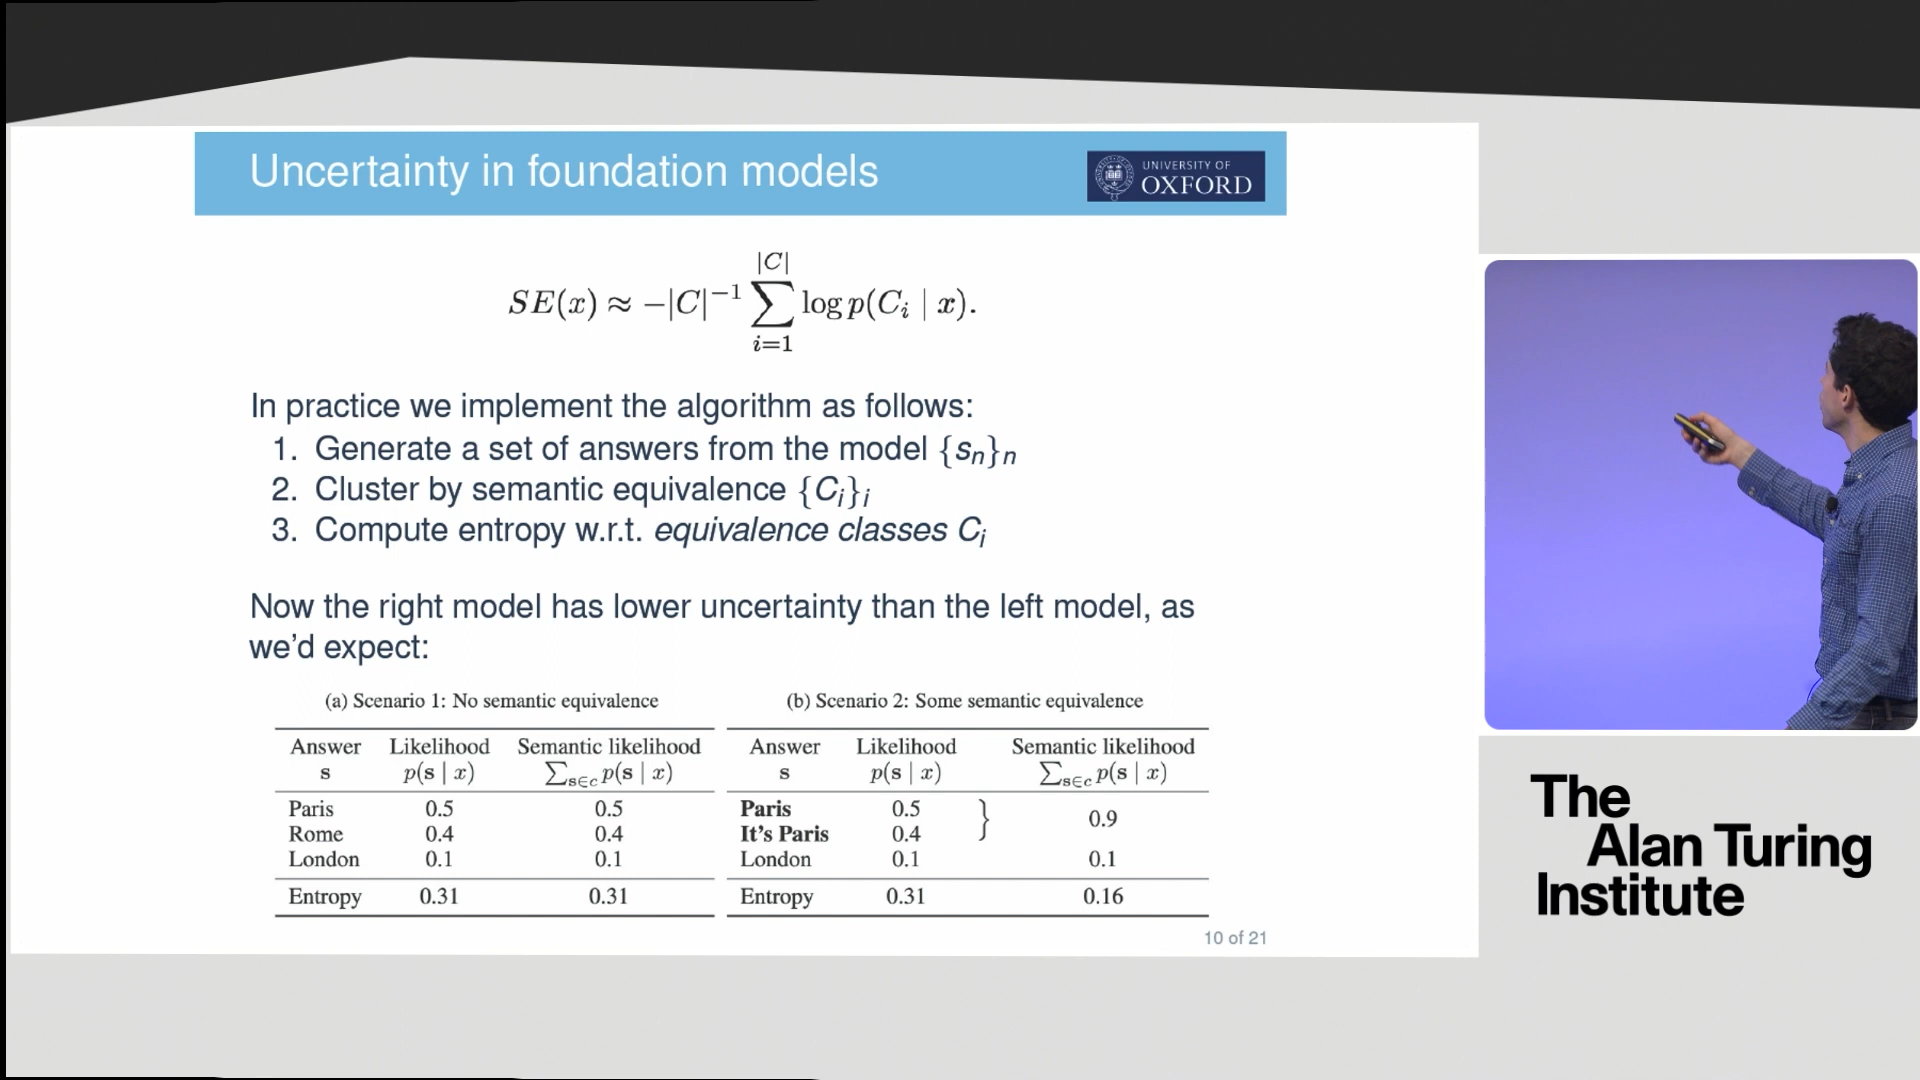 Uncertainty in foundation models
UNIVERSITY OF
OXFORD
SE(x) ≈ −|C|⁻¹ ∑_{i=1}^{|C|} log p(C_i | x).
In practice we implement the algorithm as follows:
1. Generate a set of answers from the model {s_n}_n
2. Cluster by semantic equivalence {C_i}_i
3. Compute entropy w.r.t. equivalence classes C_i
Now the right model has lower uncertainty than the left model, as
we'd expect:
(a) Scenario 1: No semantic equivalence
Answer Likelihood Semantic likelihood
s p(s | x) ∑_{s∈c} p(s | x)
Paris 0.5 0.5
Rome 0.4 0.4
London 0.1 0.1
Entropy 0.31 0.31
(b) Scenario 2: Some semantic equivalence
Answer Likelihood Semantic likelihood
s p(s | x) ∑_{s∈c} p(s | x)
Paris 0.5 } 0.9
It's Paris 0.4
London 0.1 0.1
Entropy 0.31 0.16
10 of 21
The
Alan Turing
Institute